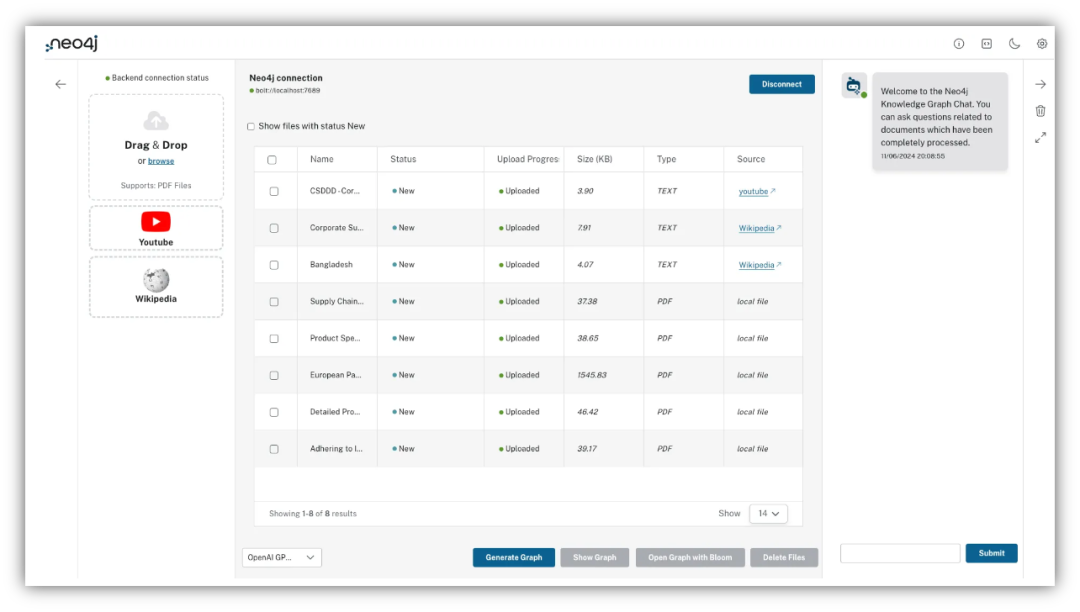 neo4j
Backend connection status
Drag & Drop
or browse
Supports: PDF Files
Youtube
Wikipedia
Neo4j connection
bolt://localhost:7689
Disconnect
Show files with status New
Name Status Upload Progres Size (KB) Type Source
CSDDD - Cor... New Uploaded 3.90 TEXT youtube
Corporate Su... New Uploaded 7.91 TEXT Wikipedia
Bangladesh New Uploaded 4.07 TEXT Wikipedia
Supply Chain... New Uploaded 37.38 PDF local file
Product Spe... New Uploaded 38.65 PDF local file
European Pa... New Uploaded 1545.83 PDF local file
Detailed Pro... New Uploaded 46.42 PDF local file
Adhering to I... New Uploaded 39.17 PDF local file
Showing 1-8 of 8 results Show 14
OpenAI GP... Generate Graph Show Graph Open Graph with Bloom Delete Files
Welcome to the Neo4j
Knowledge Graph Chat. You
can ask questions related to
documents which have been
completely processed.
11/06/2024 20:08:55
Submit